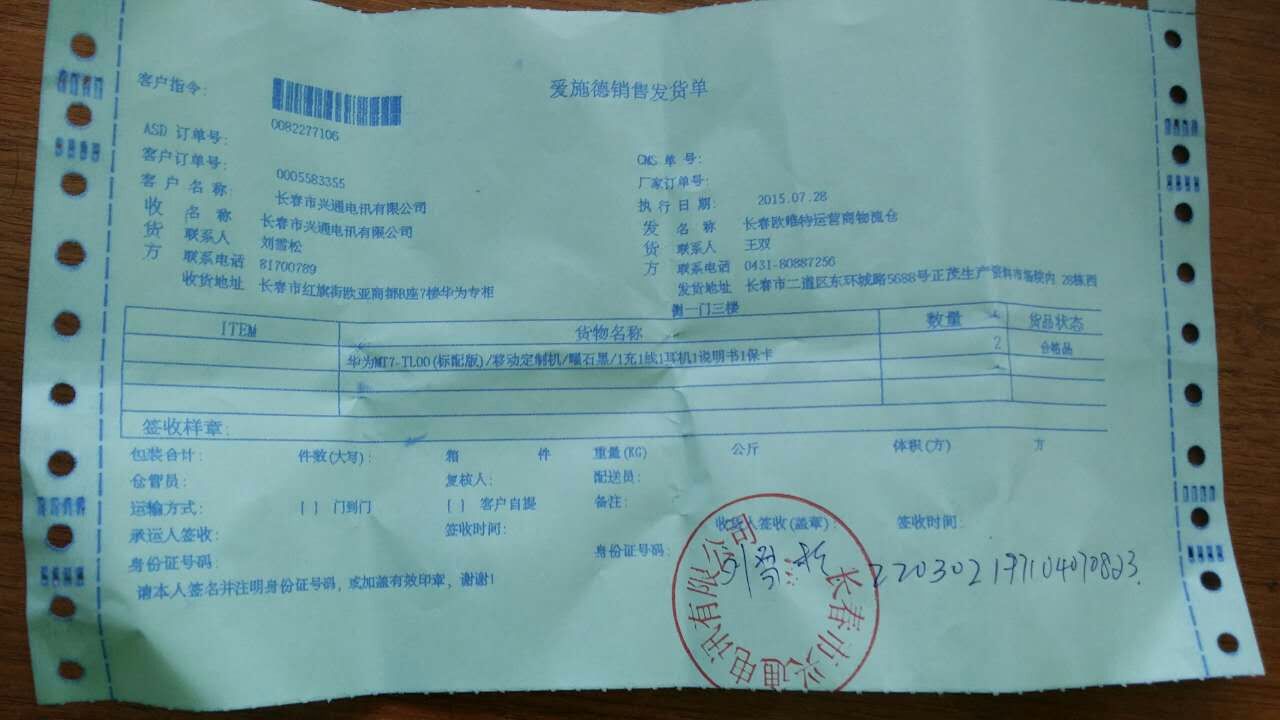 爱施德销售发货单
客户指令:
ASD 订单号: 0082277106
CMS 单号:
客户订单号: 0005583355
厂家订单号:
客户名称: 长春市兴通电讯有限公司
执行日期: 2015.07.28
收货方 名称 长春市兴通电讯有限公司
发货方 名称 长春欧唯特运营商物流仓
联系人 刘雪松
联系人 王双
联系电话 81700789
联系电话 0431-80887256
收货地址 长春市红旗街欧亚商都B座7楼华为专柜
发货地址 长春市二道区东环城路5688号正茂生产资料市场院内 28栋西
侧一门三楼
ITEM 货物名称 数量 货品状态
华为MT7-TL00(标配版)/移动定制机/曜石黑/1充1线1耳机1说明书1保卡 2 合格品
签收样章:
包装合计: 件数(大写): 箱 件 重量(KG) 公斤 体积(方) 方
仓管员: 复核人: 配送员:
运输方式: [ ] 门到门 [ ] 客户自提 备注:
承运人签收: 签收时间: 收货人签收(盖章): 签收时间:
身份证号码: 身份证号码:
刘雪松 220302197104070823.
请本人签名并注明身份证号码，或加盖有效印章，谢谢!
长春市兴通电讯有限公司